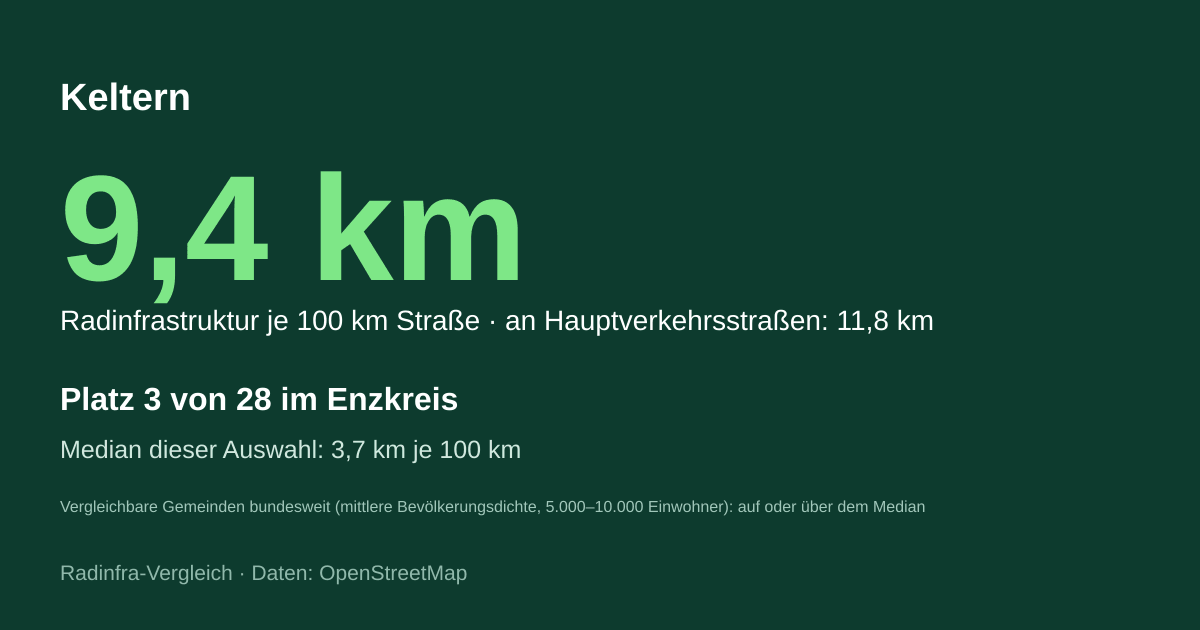 Keltern
9,4 km
Radinfrastruktur je 100 km Straße · an Hauptverkehrsstraßen: 11,8 km
Platz 3 von 28 im Enzkreis
Median dieser Auswahl: 3,7 km je 100 km
Vergleichbare Gemeinden bundesweit (mittlere Bevölkerungsdichte, 5.000–10.000 Einwohner): auf oder über dem Median
Radinfra-Vergleich · Daten: OpenStreetMap